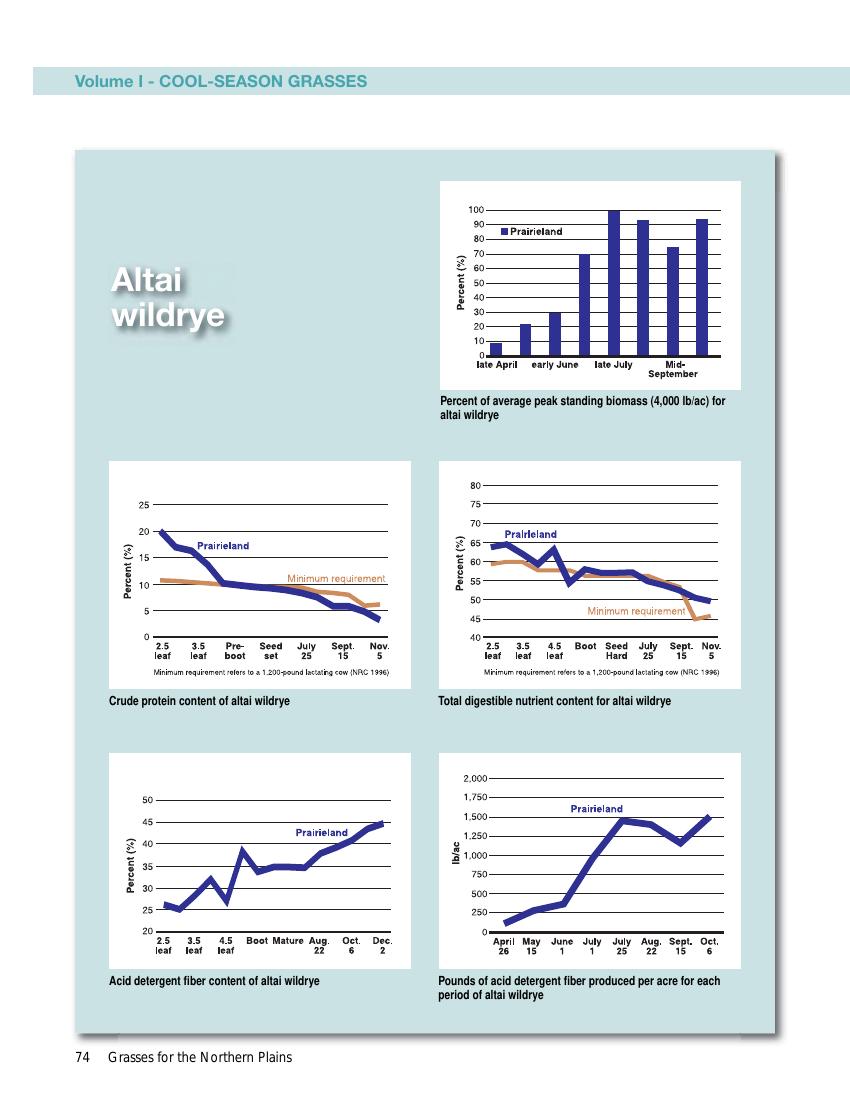 Volume I - COOL-SEASON GRASSES
Altai
wildrye
100
90
80
70
60
50
40
30
20
10
0
Percent (%)
Prairieland
late April early June late July Mid-
September
Percent of average peak standing biomass (4,000 lb/ac) for
altai wildrye
25
20
15
10
5
0
Percent (%)
Prairieland
Minimum requirement
2.5 3.5 Pre- Seed July Sept. Nov.
leaf leaf boot set 25 15 5
Minimum requirement refers to a 1,200-pound lactating cow (NRC 1996)
Crude protein content of altai wildrye
80
75
70
65
60
55
50
45
40
Percent (%)
Prairieland
Minimum requirement
2.5 3.5 4.5 Boot Seed July Sept. Nov.
leaf leaf leaf Hard 25 15 5
Minimum requirement refers to a 1,200-pound lactating cow (NRC 1996)
Total digestible nutrient content for altai wildrye
50
45
40
35
30
25
20
Percent (%)
Prairieland
2.5 3.5 4.5 Boot Mature Aug. Oct. Dec.
leaf leaf leaf 22 6 2
Acid detergent fiber content of altai wildrye
2,000
1,750
1,500
1,250
1,000
750
500
250
0
lb/ac
Prairieland
April May June July July Aug. Sept. Oct.
26 15 1 1 25 22 15 6
Pounds of acid detergent fiber produced per acre for each
period of altai wildrye
74 Grasses for the Northern Plains